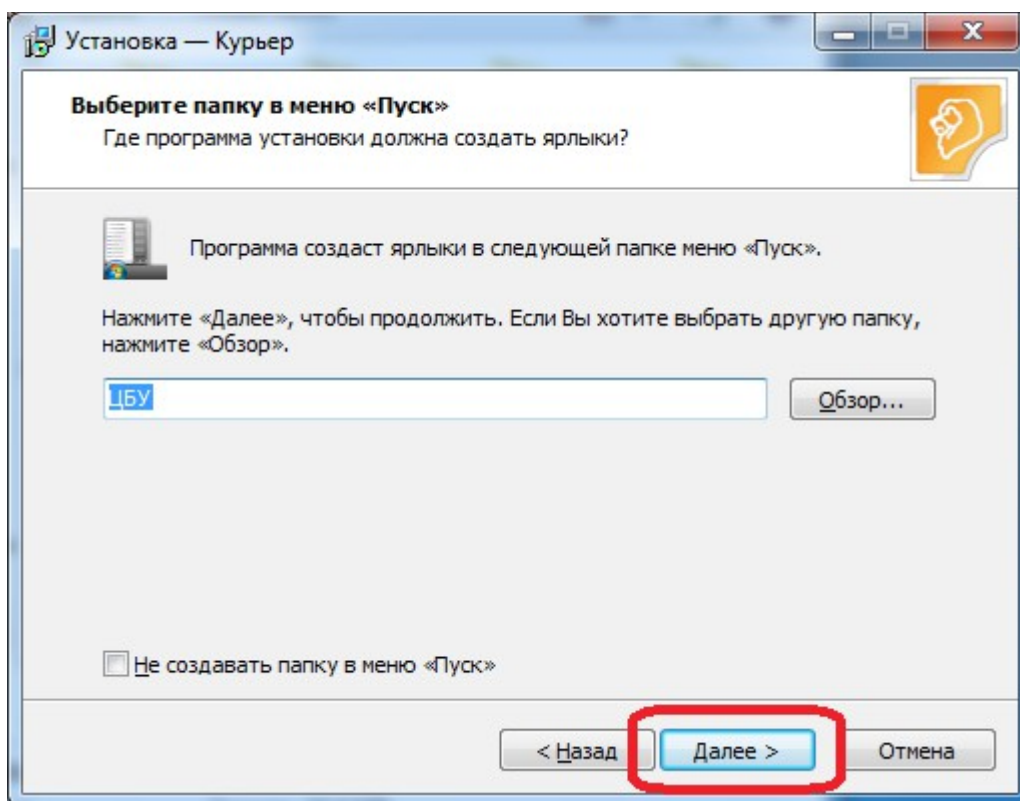 Установка — Курьер
Выберите папку в меню «Пуск»
Где программа установки должна создать ярлыки?
Программа создаст ярлыки в следующей папке меню «Пуск».
Нажмите «Далее», чтобы продолжить. Если Вы хотите выбрать другую папку,
нажмите «Обзор».
ЦБУ
Обзор...
Не создавать папку в меню «Пуск»
< Назад
Далее >
Отмена